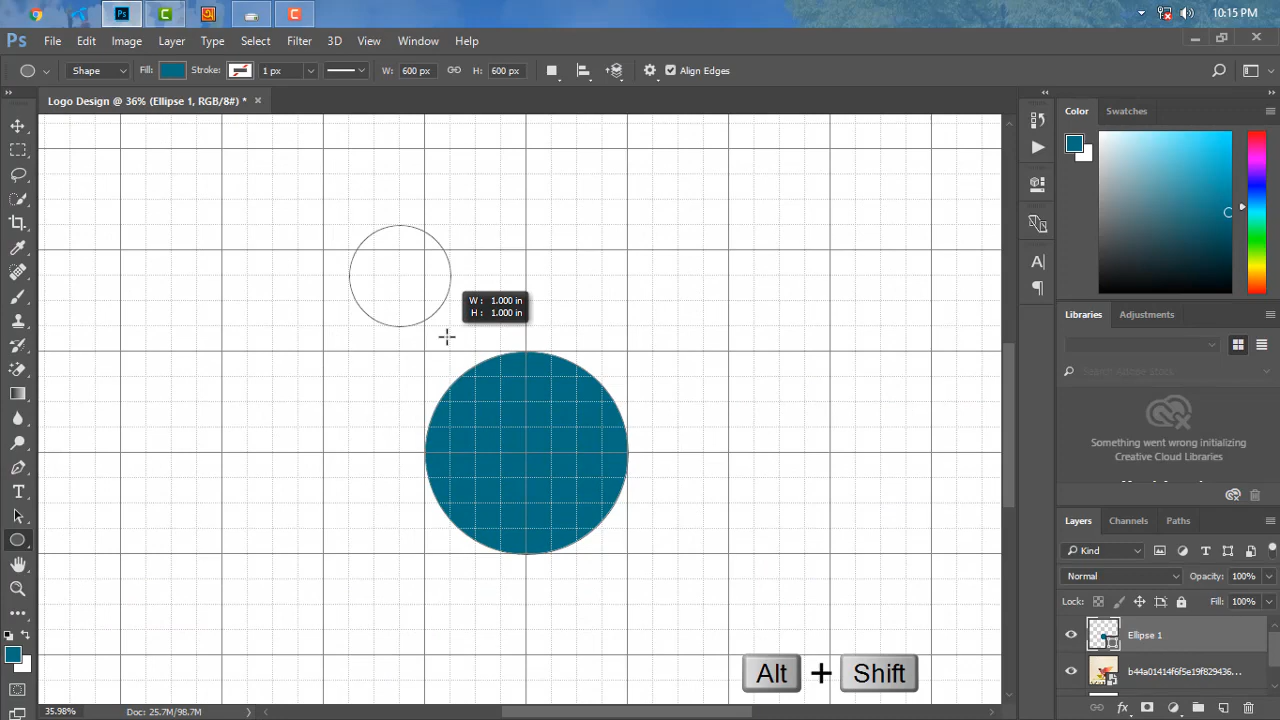 10:15 PM
Ps File Edit Image Layer Type Select Filter 3D View Window Help
Shape Fill: Stroke: 1 px W: 600 px H: 600 px Align Edges
Logo Design @ 36% (Ellipse 1, RGB/8#) * ×
Color Swatches
W: 1.000 in
H: 1.000 in
Libraries Adjustments
Search Adobe Stock
Something went wrong initializing
Creative Cloud Libraries
Layers Channels Paths
Kind
Normal Opacity: 100%
Lock: Fill: 100%
Ellipse 1
b44a01414f6f5e19f829436...
Alt + Shift
35.98% Doc: 25.7M/98.7M